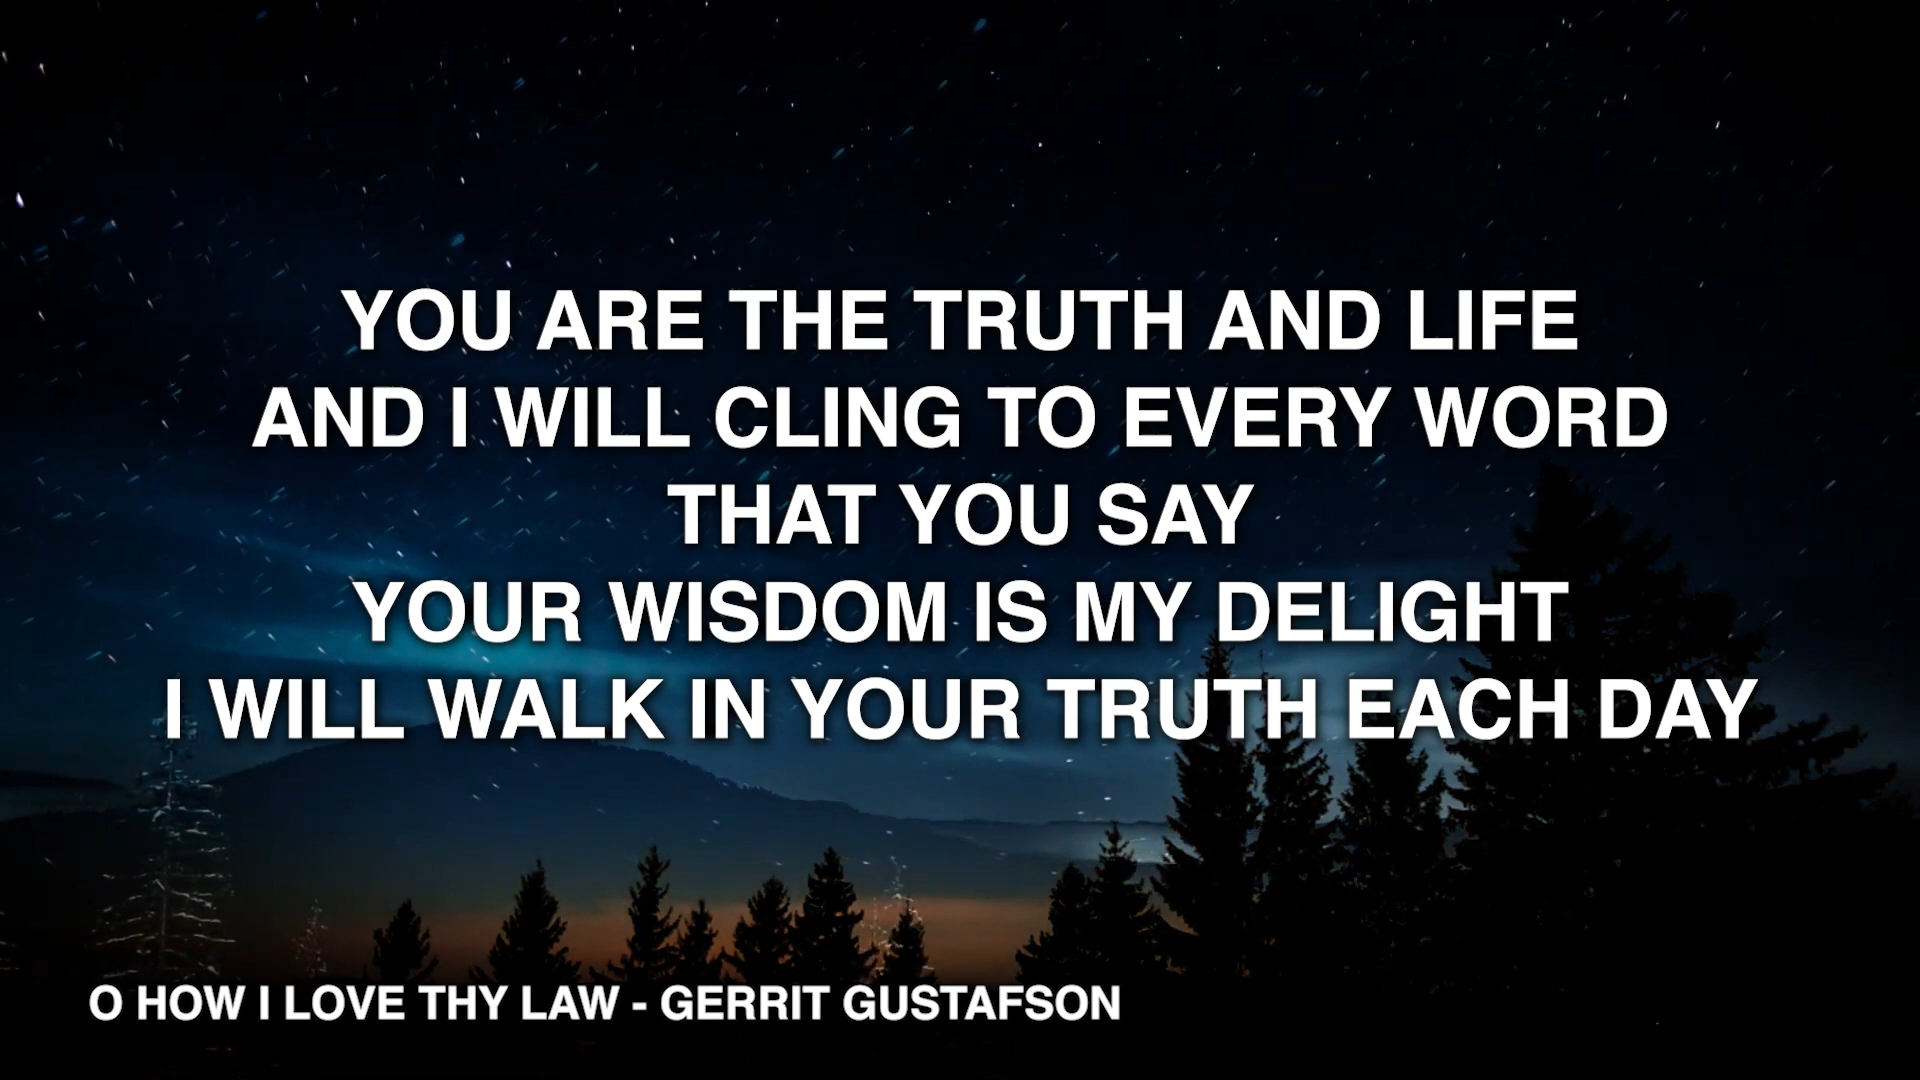 YOU ARE THE TRUTH AND LIFE
AND I WILL CLING TO EVERY WORD
THAT YOU SAY
YOUR WISDOM IS MY DELIGHT
I WILL WALK IN YOUR TRUTH EACH DAY
O HOW I LOVE THY LAW - GERRIT GUSTAFSON